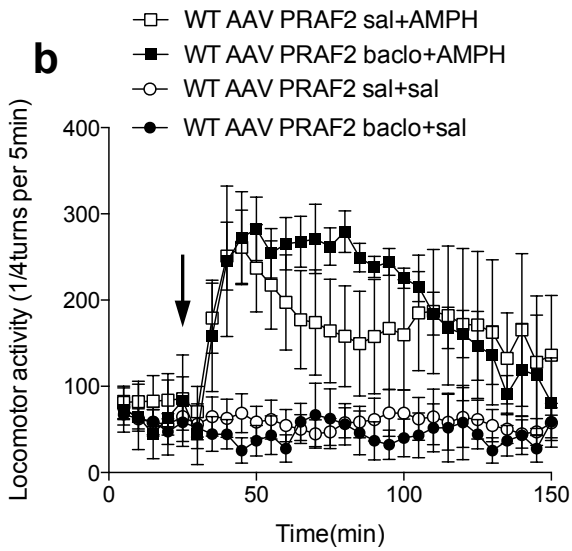 WT AAV PRAF2 sal+AMPH
b
WT AAV PRAF2 baclo+AMPH
WT AAV PRAF2 sal+sal
WT AAV PRAF2 baclo+sal
Locomotor activity (1/4turns per 5min)
400
300
200
100
0
0 50 100 150
Time(min)